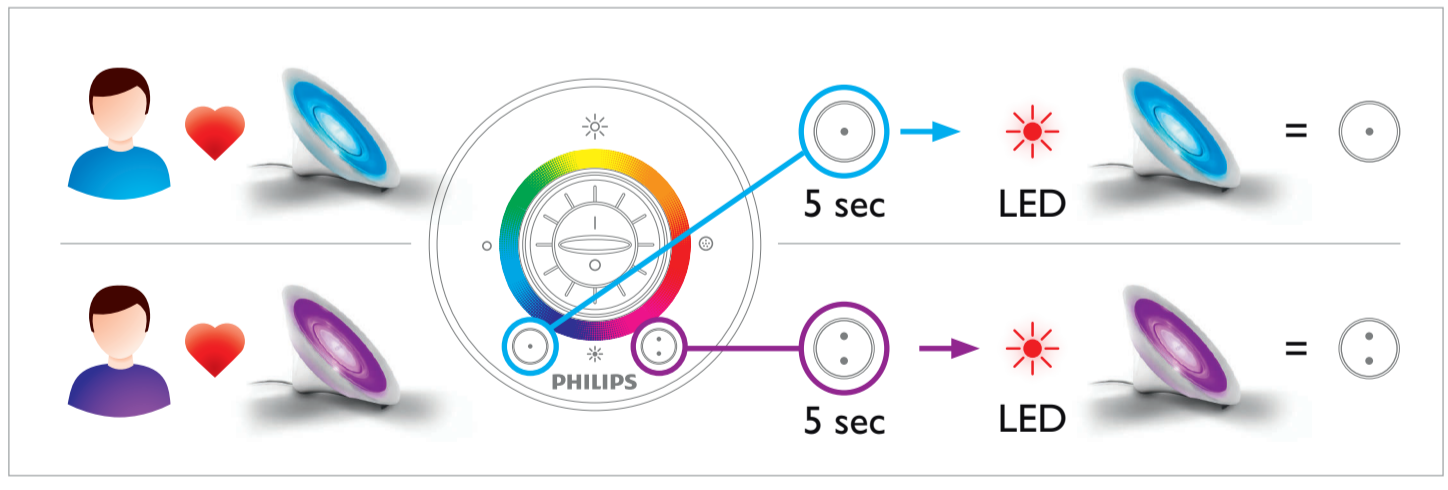 5 sec
LED
=
PHILIPS
5 sec
LED
=